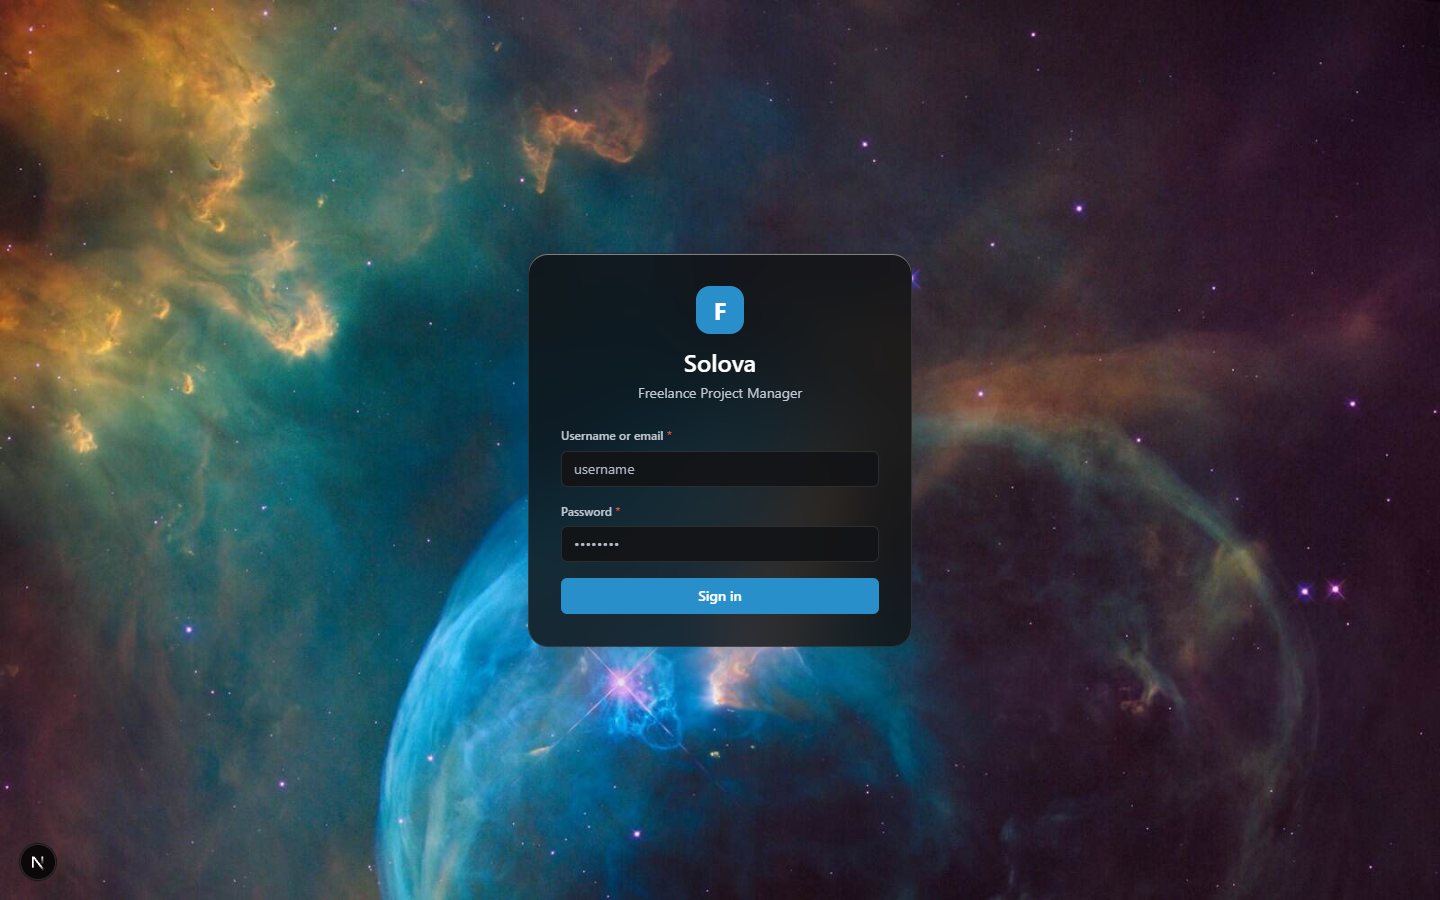 F
Solova
Freelance Project Manager
Username or email *
username
Password *
••••••••
Sign in
N